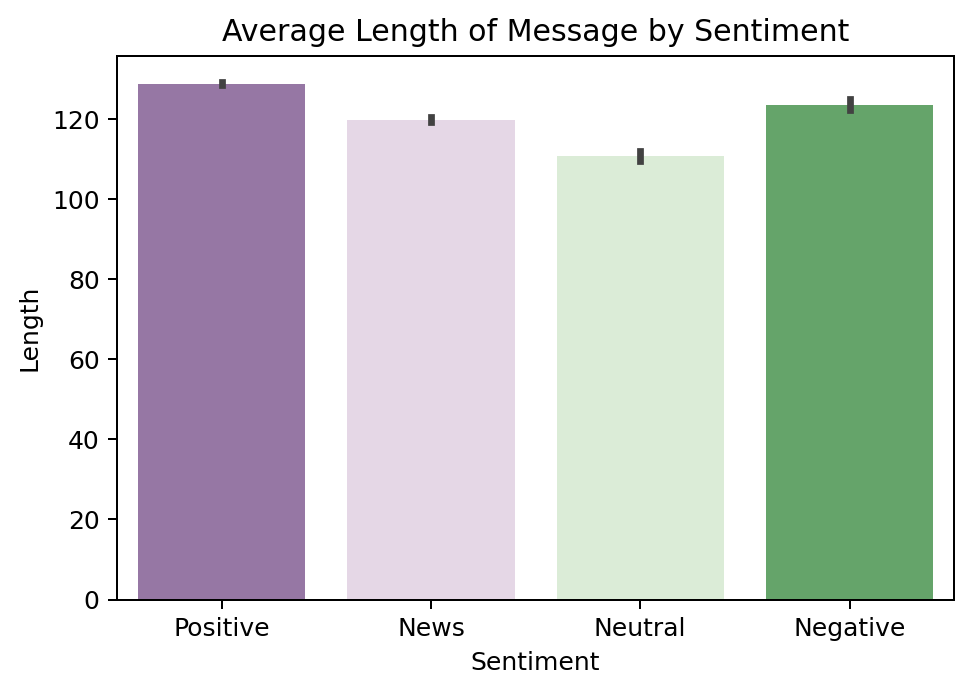 Average Length of Message by Sentiment
120
100
80
60
40
20
0
Length
Positive News Neutral Negative
Sentiment